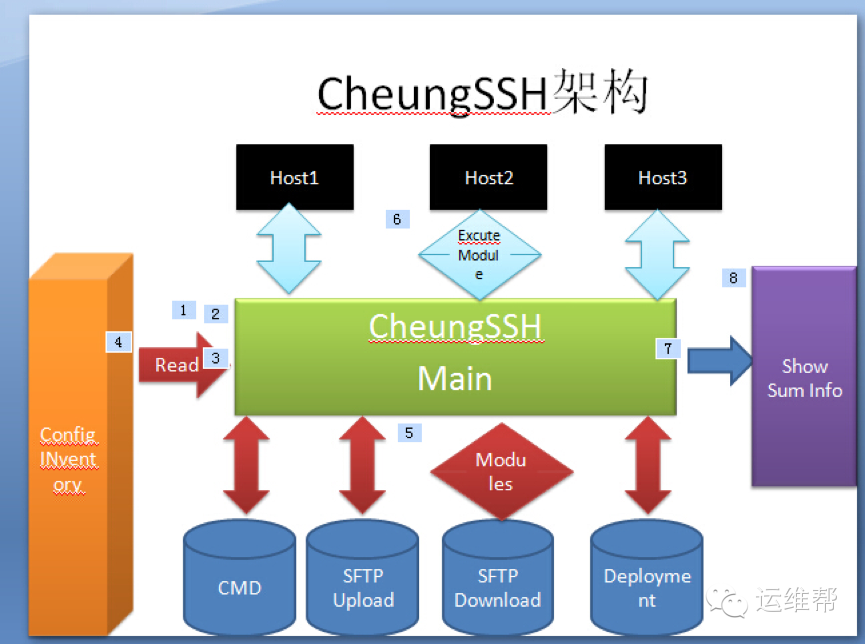 CheungSSH架构
Host1
Host2
Host3
6
Excute
Modul
e
8
1
2
CheungSSH
4
Read
3
7
Main
Show
Sum Info
Config
INvent
ory
5
Modu
les
CMD
SFTP
Upload
SFTP
Download
Deployme
nt
运维帮